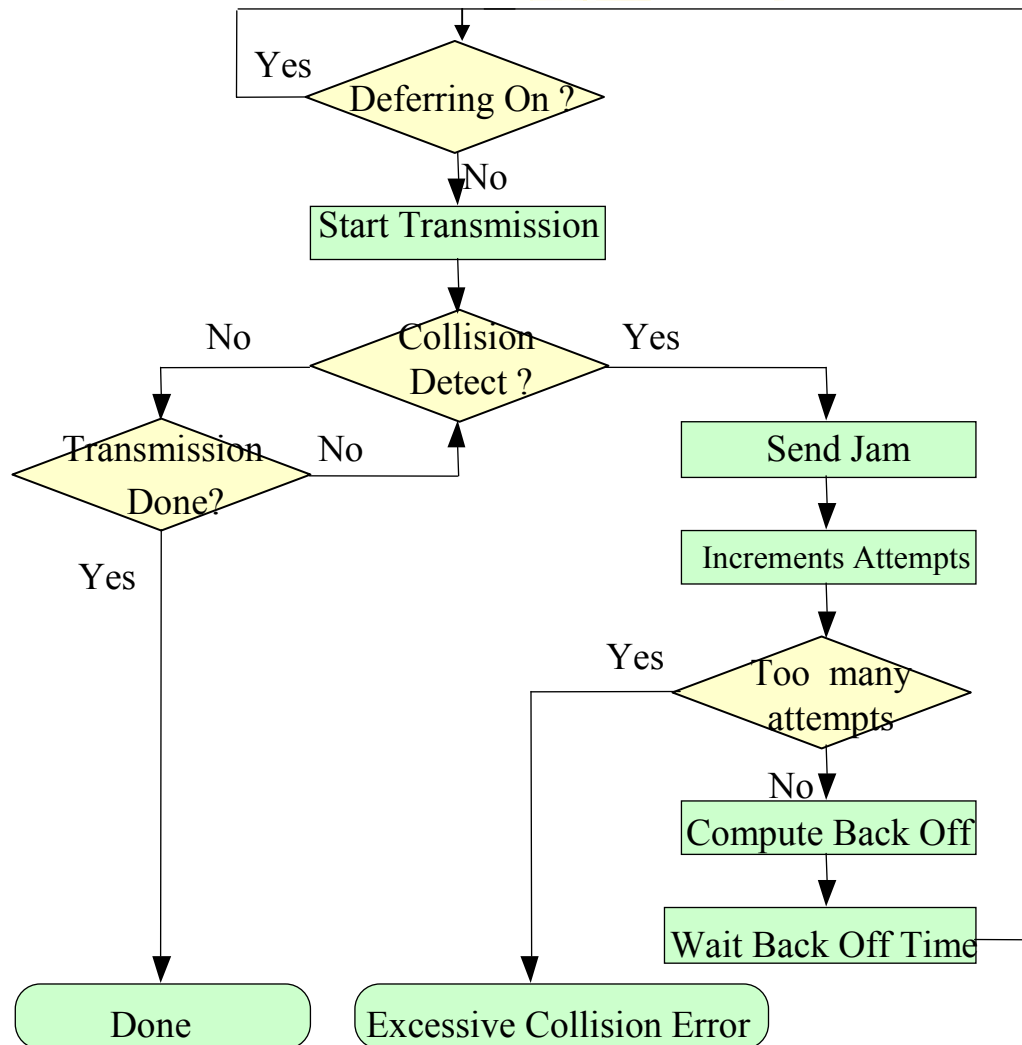 Yes
Deferring On ?
No
Start Transmission
No
Collision
Detect ?
Yes
Transmission
Done?
No
Send Jam
Yes
Increments Attempts
Yes
Too many
attempts
No
Compute Back Off
Wait Back Off Time
Done
Excessive Collision Error